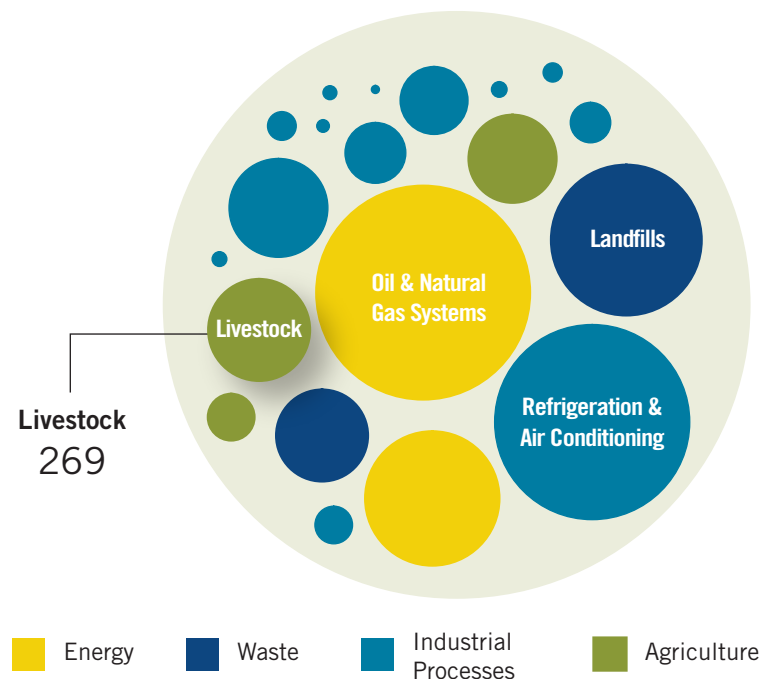 Landfills
Oil & Natural
Gas Systems
Livestock
Refrigeration &
Air Conditioning
Livestock
269
Energy
Waste
Industrial
Processes
Agriculture